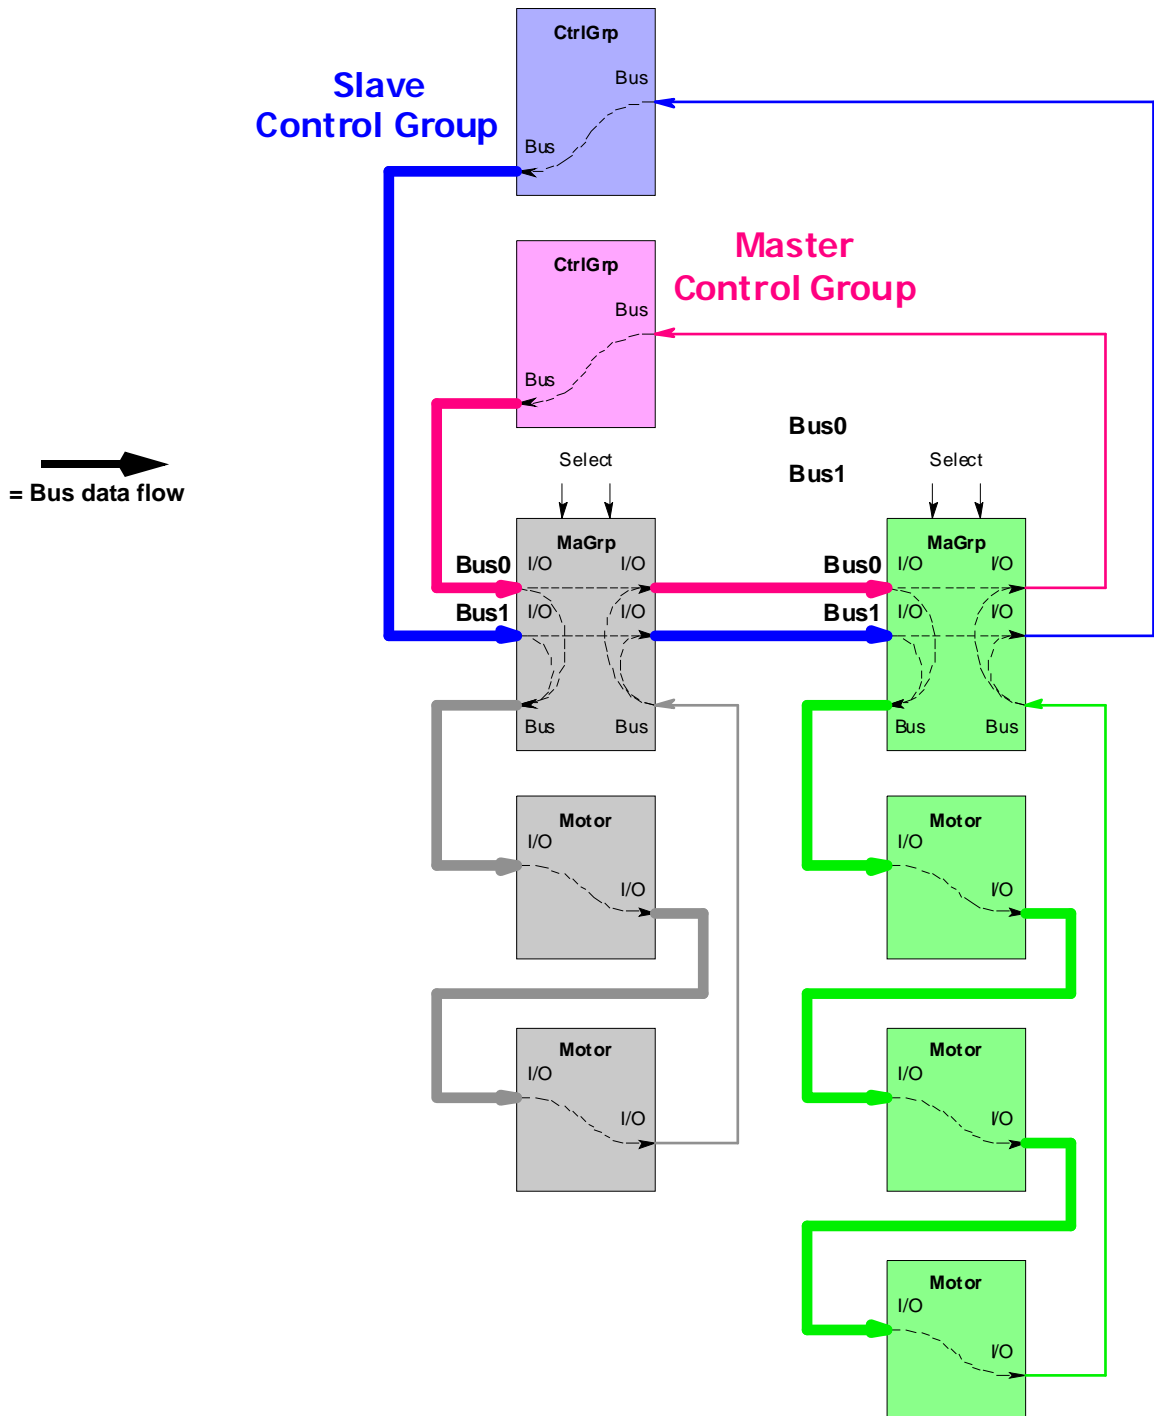 CtrlGrp
Bus
Slave
Control Group
Bus
CtrlGrp
Master
Control Group
Bus
Bus
Bus0
Bus1
= Bus data flow
Select
Select
MaGrp
MaGrp
Bus0 I/O I/O Bus0 I/O I/O
Bus1 I/O I/O Bus1 I/O I/O
Bus Bus Bus Bus
Motor
Motor
I/O
I/O
I/O
I/O
Motor
Motor
I/O
I/O
I/O
I/O
Motor
I/O
I/O